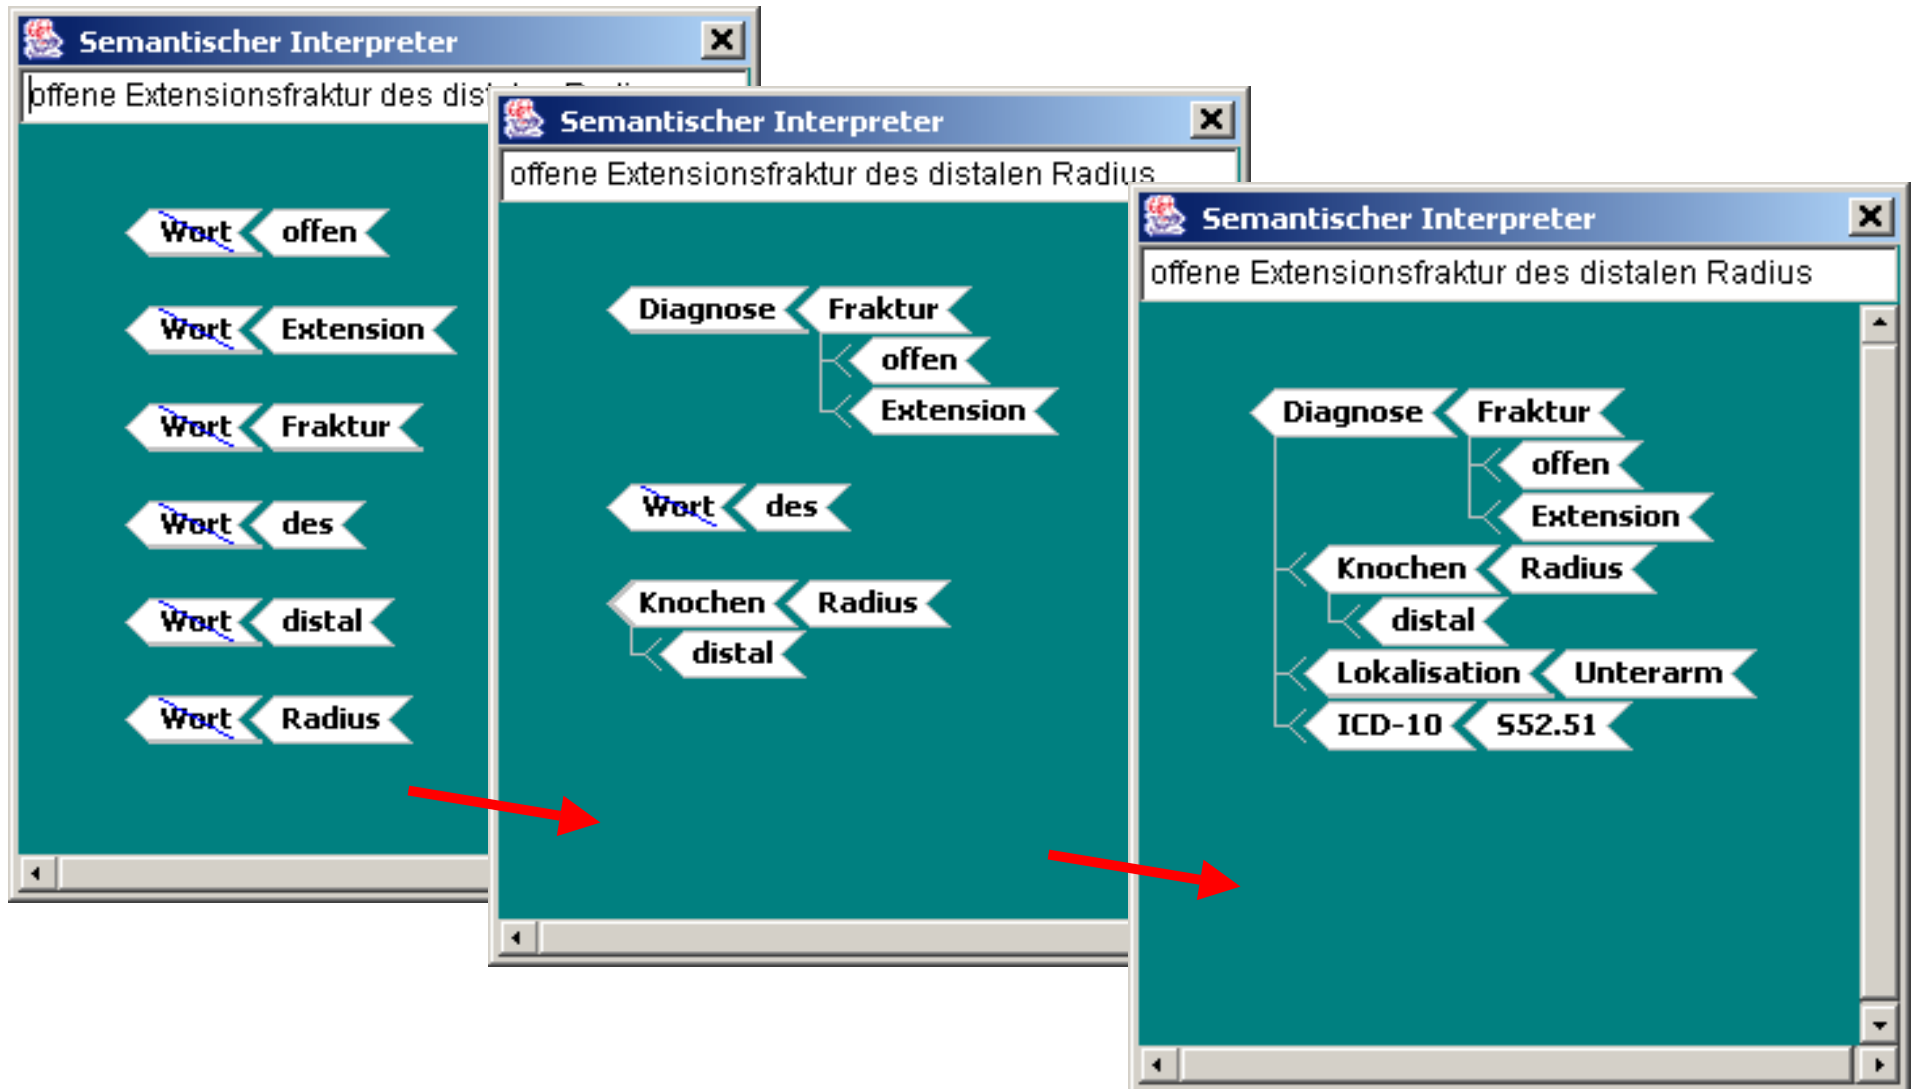 Semantischer Interpreter
offene Extensionsfraktur des
Wort offen
Wort Extension
Wort Fraktur
Wort des
Wort distal
Wort Radius
Semantischer Interpreter
offene Extensionsfraktur des distalen Radius
Diagnose Fraktur
offen
Extension
Wort des
Knochen Radius
distal
Semantischer Interpreter
offene Extensionsfraktur des distalen Radius
Diagnose Fraktur
offen
Extension
Knochen Radius
distal
Lokalisation Unterarm
ICD-10 S52.51